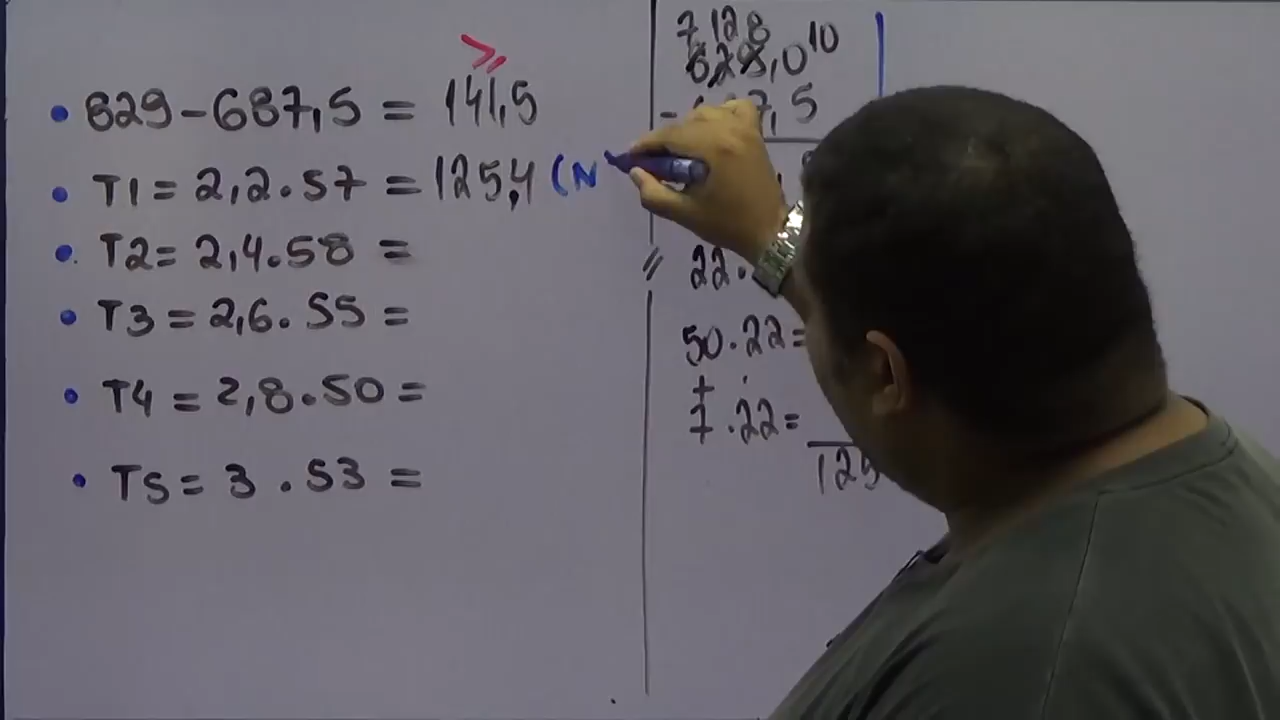 ⩾
• 829-687,5 = 141,5
• T1 = 2,2.57 = 125,4 (N
• T2 = 2,4.58 =
• T3 = 2,6.55 =
• T4 = 2,8.50 =
• T5 = 3.53 =
7 12 8
829,0 10
- 7,5
22.
50.22=
+
7.22=
125